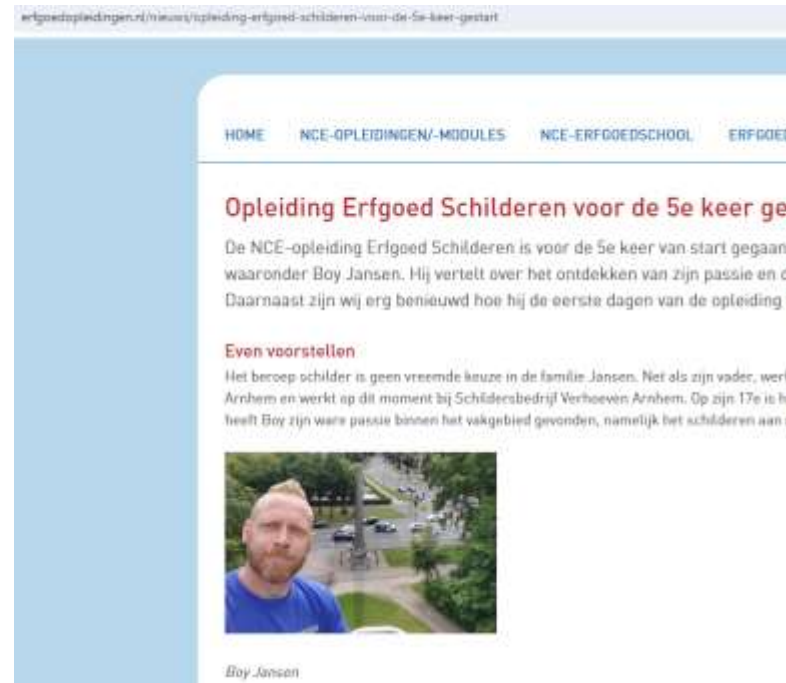 erfgoedopleidingen.nl/nieuws/opleiding-erfgoed-schilderen-voor-de-5e-keer-gestart
HOME NCE-OPLEIDINGEN/-MODULES NCE-ERFGOEDSCHOOL ERFGOED
Opleiding Erfgoed Schilderen voor de 5e keer ge
De NCE-opleiding Erfgoed Schilderen is voor de 5e keer van start gegaan
waaronder Boy Jansen. Hij vertelt over het ontdekken van zijn passie en
Daarnaast zijn wij erg benieuwd hoe hij de eerste dagen van de opleiding
Even voorstellen
Het beroep schilder is geen vreemde keuze in de familie Jansen. Net als zijn vader, wer
Arnhem en werkt op dit moment bij Schildersbedrijf Verhoeven Arnhem. Op zijn 17e is h
heeft Boy zijn ware passie binnen het vakgebied gevonden, namelijk het schilderen aan
Boy Jansen